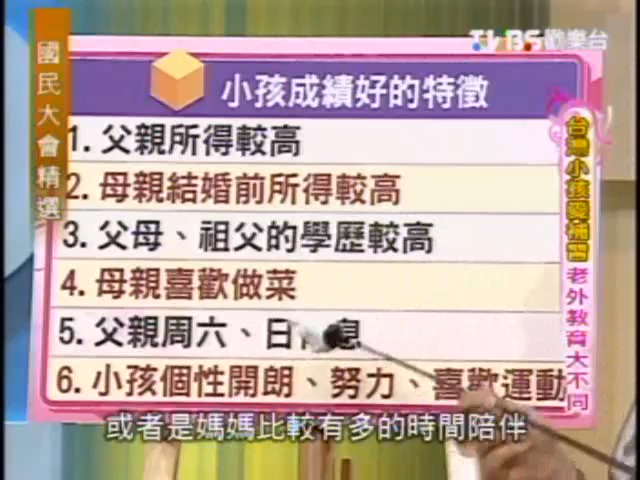 TVBS歡樂台
國民大會精選
小孩成績好的特徵
1.父親所得較高
2.母親結婚前所得較高
3.父母、祖父的學歷較高
4.母親喜歡做菜
5.父親周六、日 息
6.小孩個性開朗、努力、喜歡運動
台灣小孩愛補習
老外教育大不同
或者是媽媽比較有多的時間陪伴